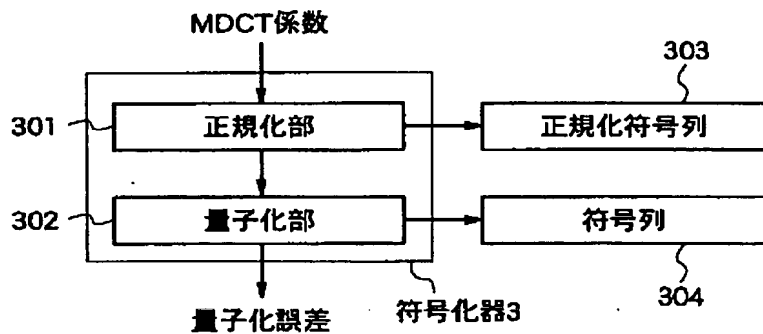 MDCT係数
303
301
正規化部
正規化符号列
302
量子化部
符号列
304
符号化器3
量子化誤差